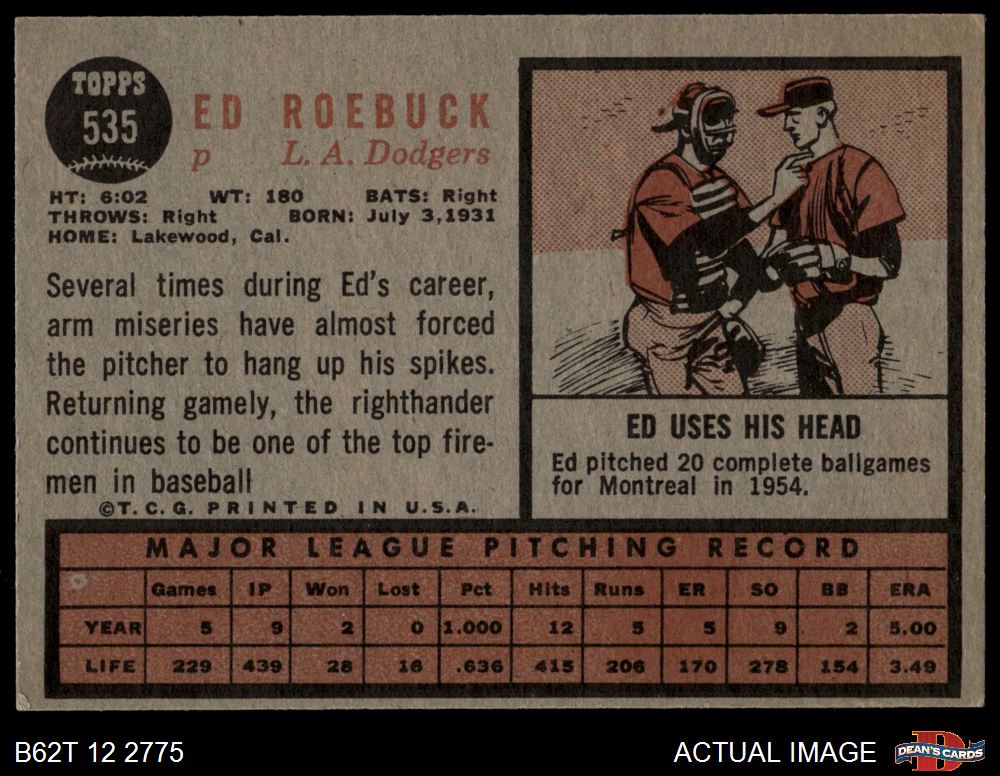 TOPPS
535
ED ROEBUCK
p L. A. Dodgers
HT: 6:02 WT: 180 BATS: Right
THROWS: Right BORN: July 3,1931
HOME: Lakewood, Cal.
Several times during Ed's career,
arm miseries have almost forced
the pitcher to hang up his spikes.
Returning gamely, the righthander
continues to be one of the top fire-
men in baseball
©T. C. G. PRINTED IN U.S.A.
ED USES HIS HEAD
Ed pitched 20 complete ballgames
for Montreal in 1954.
MAJOR LEAGUE PITCHING RECORD
Games IP Won Lost Pct Hits Runs ER SO BB ERA
YEAR 5 9 2 0 1.000 12 5 5 9 2 5.00
LIFE 229 439 28 16 .636 415 206 170 278 154 3.49
B62T 12 2775
ACTUAL IMAGE
DEAN'S CARDS